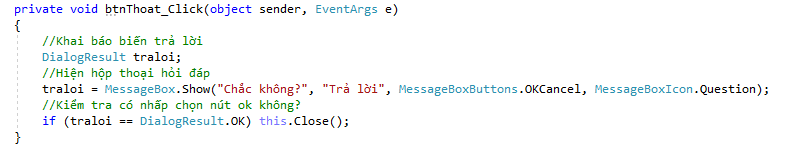 private void btnThoat_Click(object sender, EventArgs e)
{
//Khai báo biến trả lời
DialogResult traloi;
//Hiện hộp thoại hỏi đáp
traloi = MessageBox.Show("Chắc không?", "Trả lời", MessageBoxButtons.OKCancel, MessageBoxIcon.Question);
//Kiểm tra có nhấp chọn nút ok không?
if (traloi == DialogResult.OK) this.Close();
}